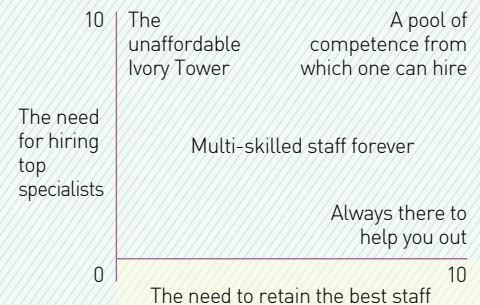 10
The
unaffordable
Ivory Tower
A pool of
competence from
which one can hire
The need
for hiring
top
specialists
Multi-skilled staff forever
Always there to
help you out
0
10
The need to retain the best staff